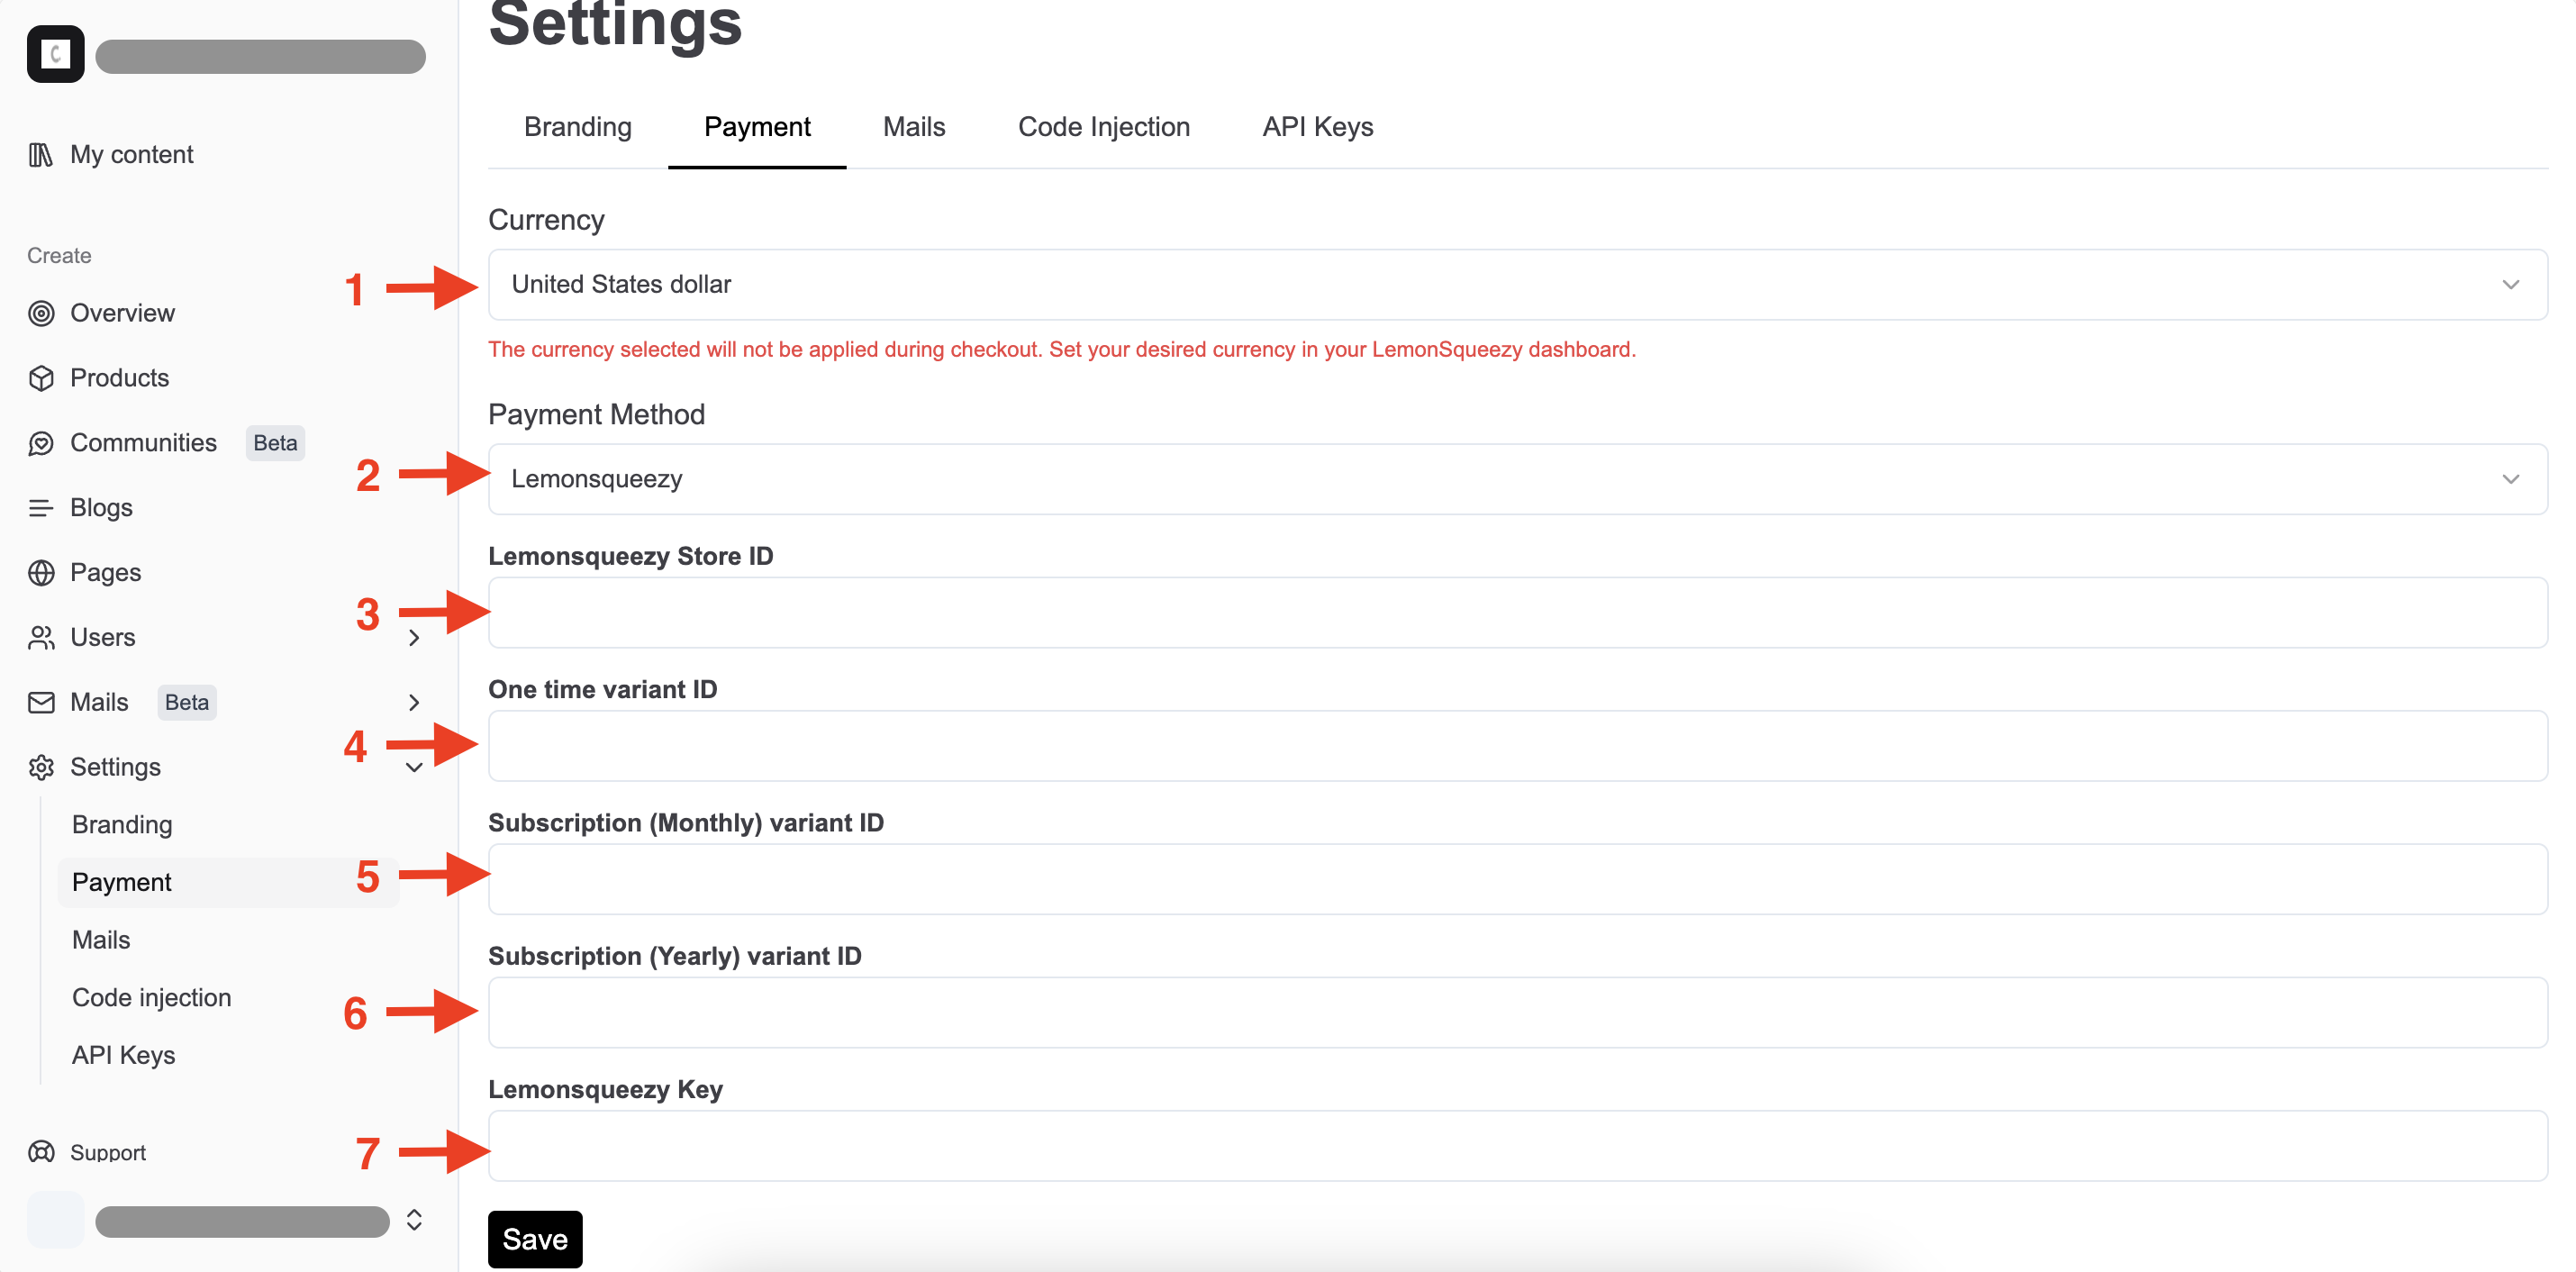 C
My content
Create
Overview
Products
Communities Beta
Blogs
Pages
Users
Mails Beta
Settings
Branding
Payment
Mails
Code injection
API Keys
Support
Settings
Branding Payment Mails Code Injection API Keys
Currency
1 United States dollar
The currency selected will not be applied during checkout. Set your desired currency in your LemonSqueezy dashboard.
Payment Method
2 Lemonsqueezy
Lemonsqueezy Store ID
3
One time variant ID
4
Subscription (Monthly) variant ID
5
Subscription (Yearly) variant ID
6
Lemonsqueezy Key
7
Save